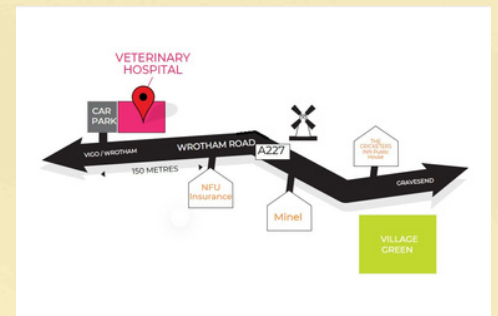 VETERINARY
HOSPITAL
CAR
PARK
VIGO / WROTHAM
WROTHAM ROAD
A227
150 METRES
NFU
Insurance
Minel
THE
CRICKETERS
INN Public
House
GRAVESEND
VILLAGE
GREEN